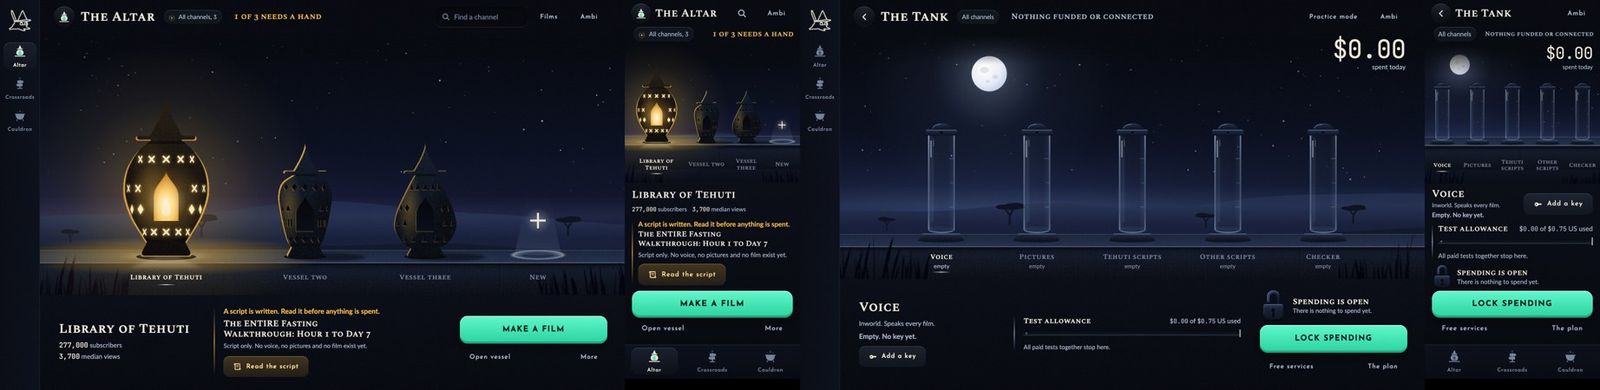 Altar
Crossroads
Cauldron
THE ALTAR
All channels, 3
1 OF 3 NEEDS A HAND
Find a channel
Films
Ambi
LIBRARY OF TEHUTI
VESSEL TWO
VESSEL THREE
NEW
LIBRARY OF TEHUTI
277,000 subscribers
3,700 median views
A script is written. Read it before anything is spent.
THE ENTIRE FASTING
WALKTHROUGH: HOUR 1 TO DAY 7
Script only. No voice, no pictures and no film exist yet.
Read the script
MAKE A FILM
Open vessel
More
THE ALTAR
Ambi
All channels, 3
1 OF 3 NEEDS A HAND
LIBRARY OF
TEHUTI
VESSEL TWO
VESSEL
THREE
NEW
LIBRARY OF TEHUTI
277,000 subscribers 3,700 median views
A script is written. Read it before anything is spent.
THE ENTIRE FASTING
WALKTHROUGH: HOUR 1 TO DAY 7
Script only. No voice, no pictures and no film exist yet.
Read the script
MAKE A FILM
Open vessel
More
Altar
Crossroads
Cauldron
Altar
Crossroads
Cauldron
THE TANK
All channels
NOTHING FUNDED OR CONNECTED
Practice mode
Ambi
$0.00
spent today
VOICE
empty
PICTURES
empty
TEHUTI SCRIPTS
empty
OTHER SCRIPTS
empty
CHECKER
empty
VOICE
Inworld. Speaks every film.
Empty. No key yet.
Add a key
TEST ALLOWANCE
$0.00 of $0.75 US used
All paid tests together stop here.
SPENDING IS OPEN
There is nothing to spend yet.
LOCK SPENDING
Free services
The plan
THE TANK
Ambi
All channels
NOTHING FUNDED OR CONNECTED
$0.00
spent today
VOICE
PICTURES
TEHUTI
SCRIPTS
OTHER
SCRIPTS
CHECKER
VOICE
Inworld. Speaks every film.
Empty. No key yet.
Add a key
TEST ALLOWANCE
$0.00 of $0.75 US used
All paid tests together stop here.
SPENDING IS OPEN
There is nothing to spend yet.
LOCK SPENDING
Free services
The plan
Altar
Crossroads
Cauldron